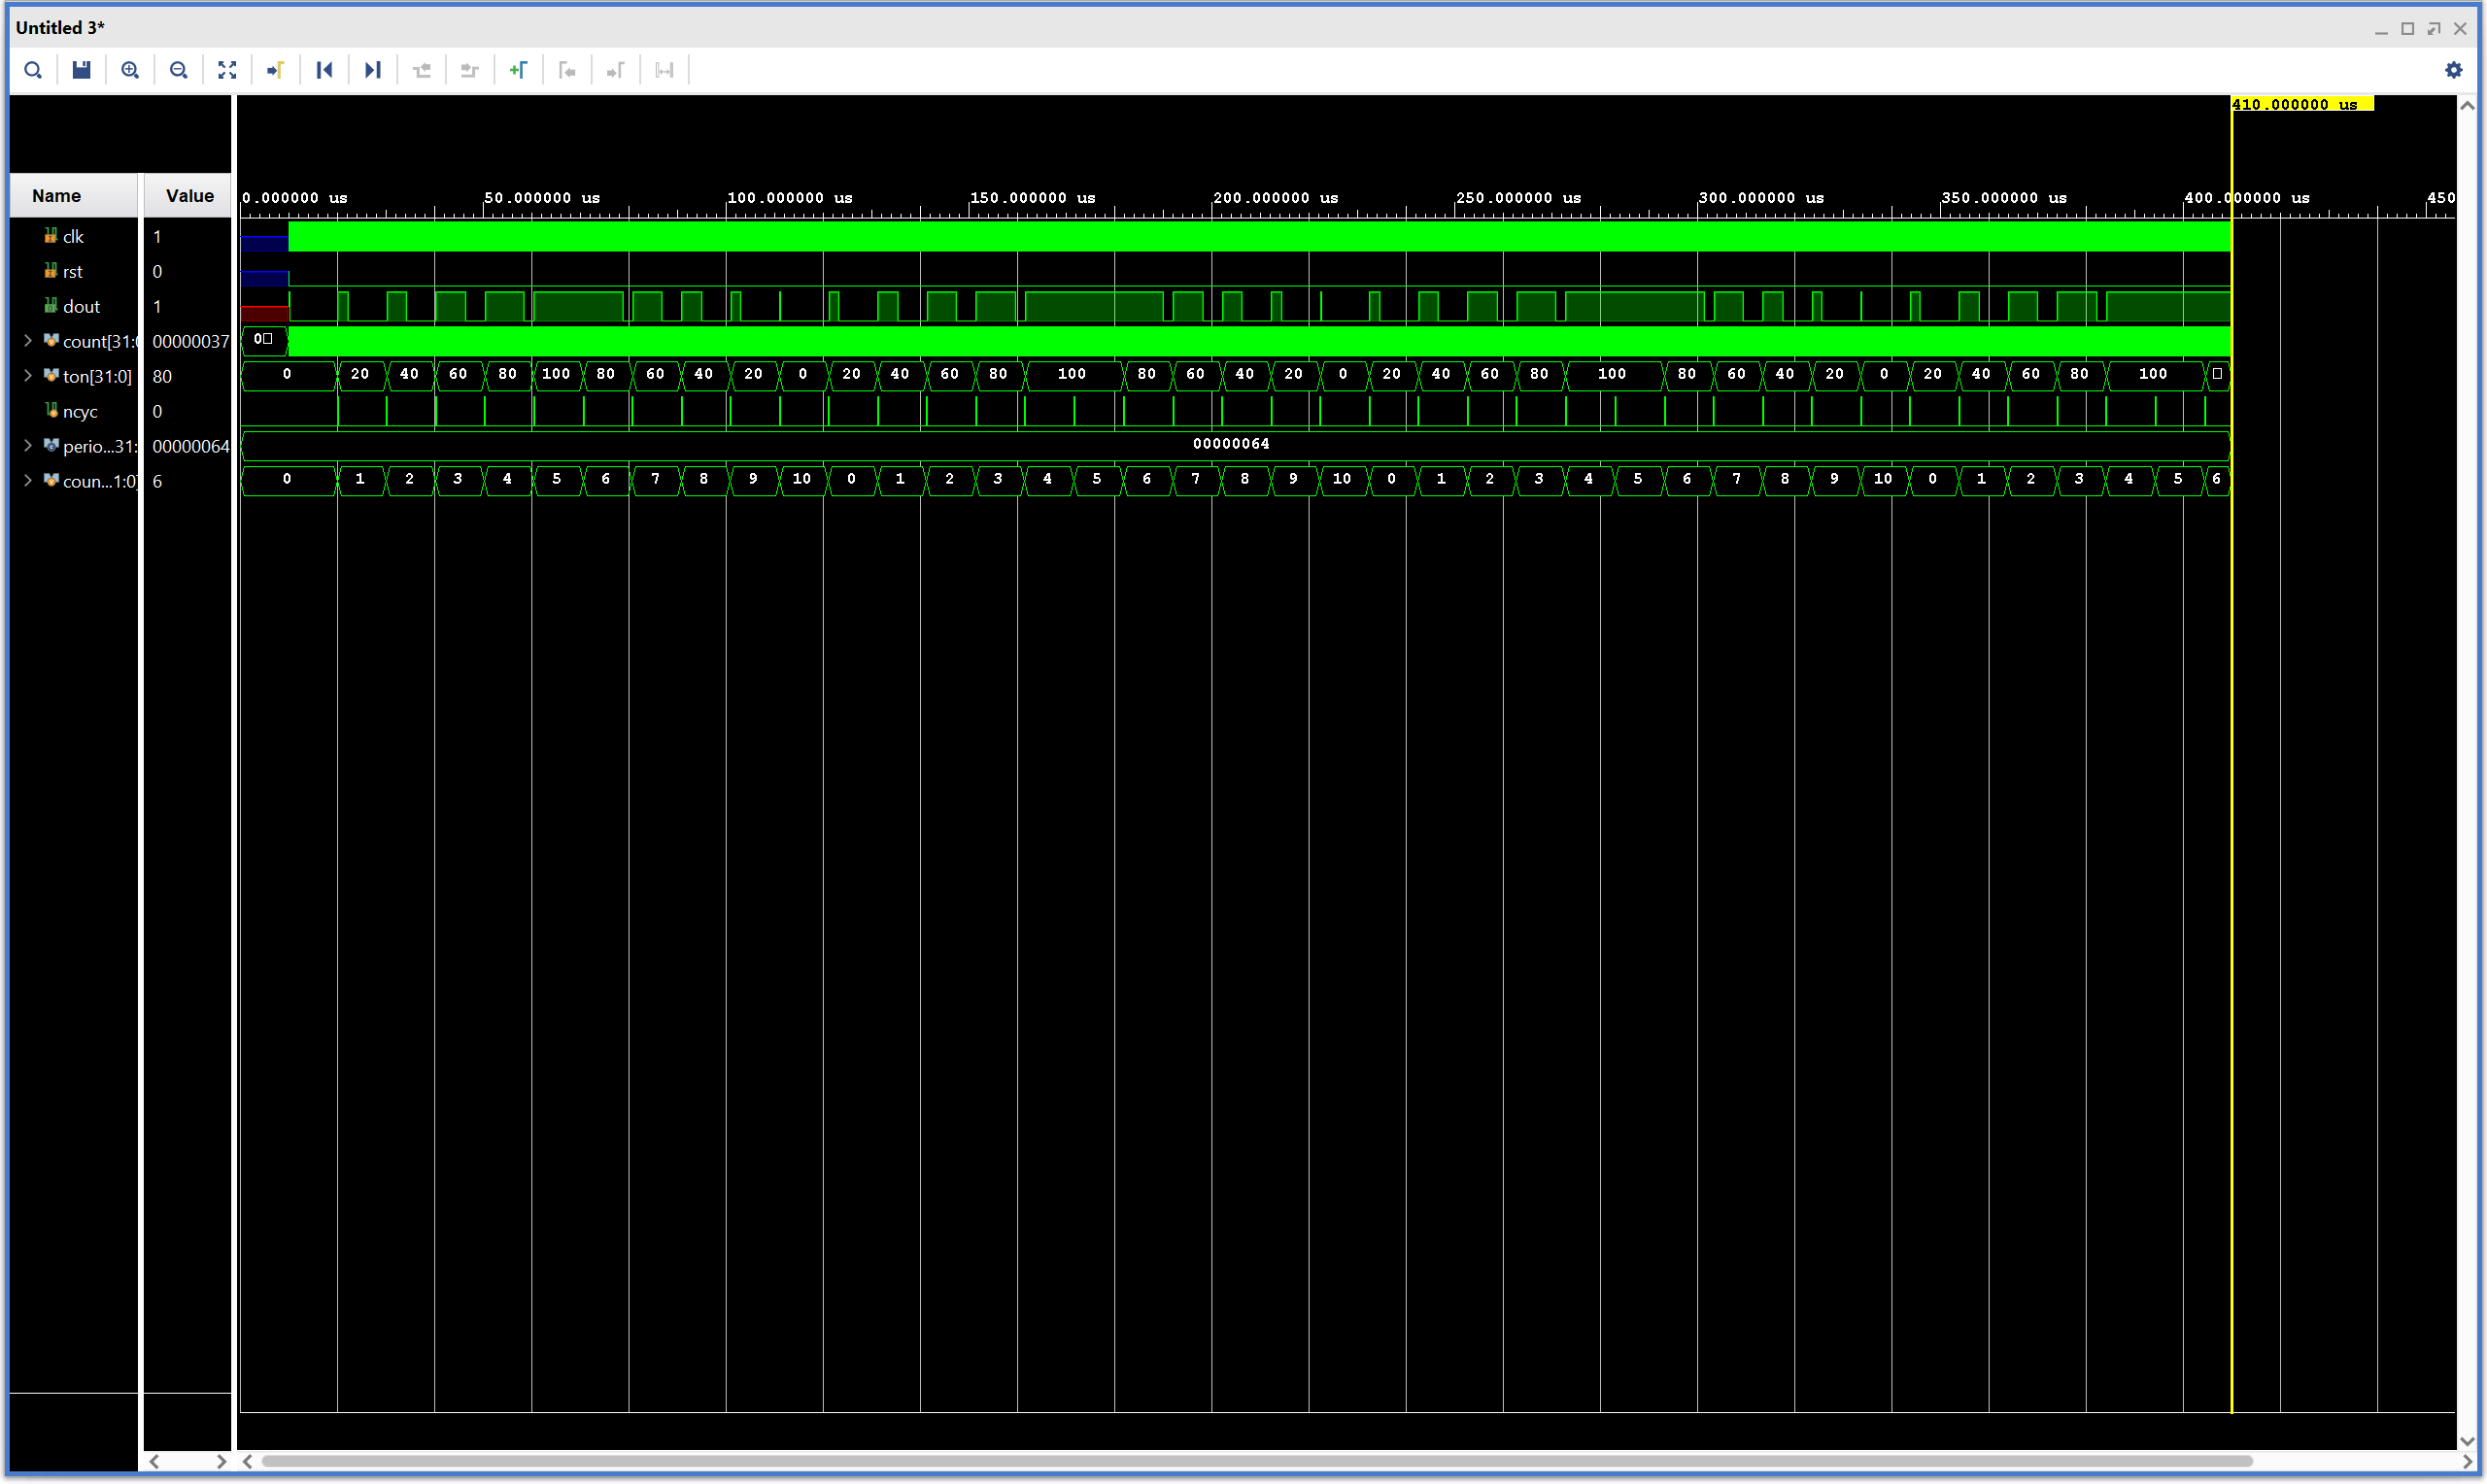 Untitled 3*
410.000000 us
Name Value
0.000000 us 50.000000 us 100.000000 us 150.000000 us 200.000000 us 250.000000 us 300.000000 us 350.000000 us 400.000000 us 450
clk 1
rst 0
dout 1
count[31:0 00000037 0
ton[31:0] 80 0 20 40 60 80 100 80 60 40 20 0 20 40 60 80 100 80 60 40 20 0 20 40 60 80 100 80 60 40 20 0 20 40 60 80 100
ncyc 0
perio...31: 00000064 00000064
coun...1:0] 6 0 1 2 3 4 5 6 7 8 9 10 0 1 2 3 4 5 6 7 8 9 10 0 1 2 3 4 5 6 7 8 9 10 0 1 2 3 4 5 6